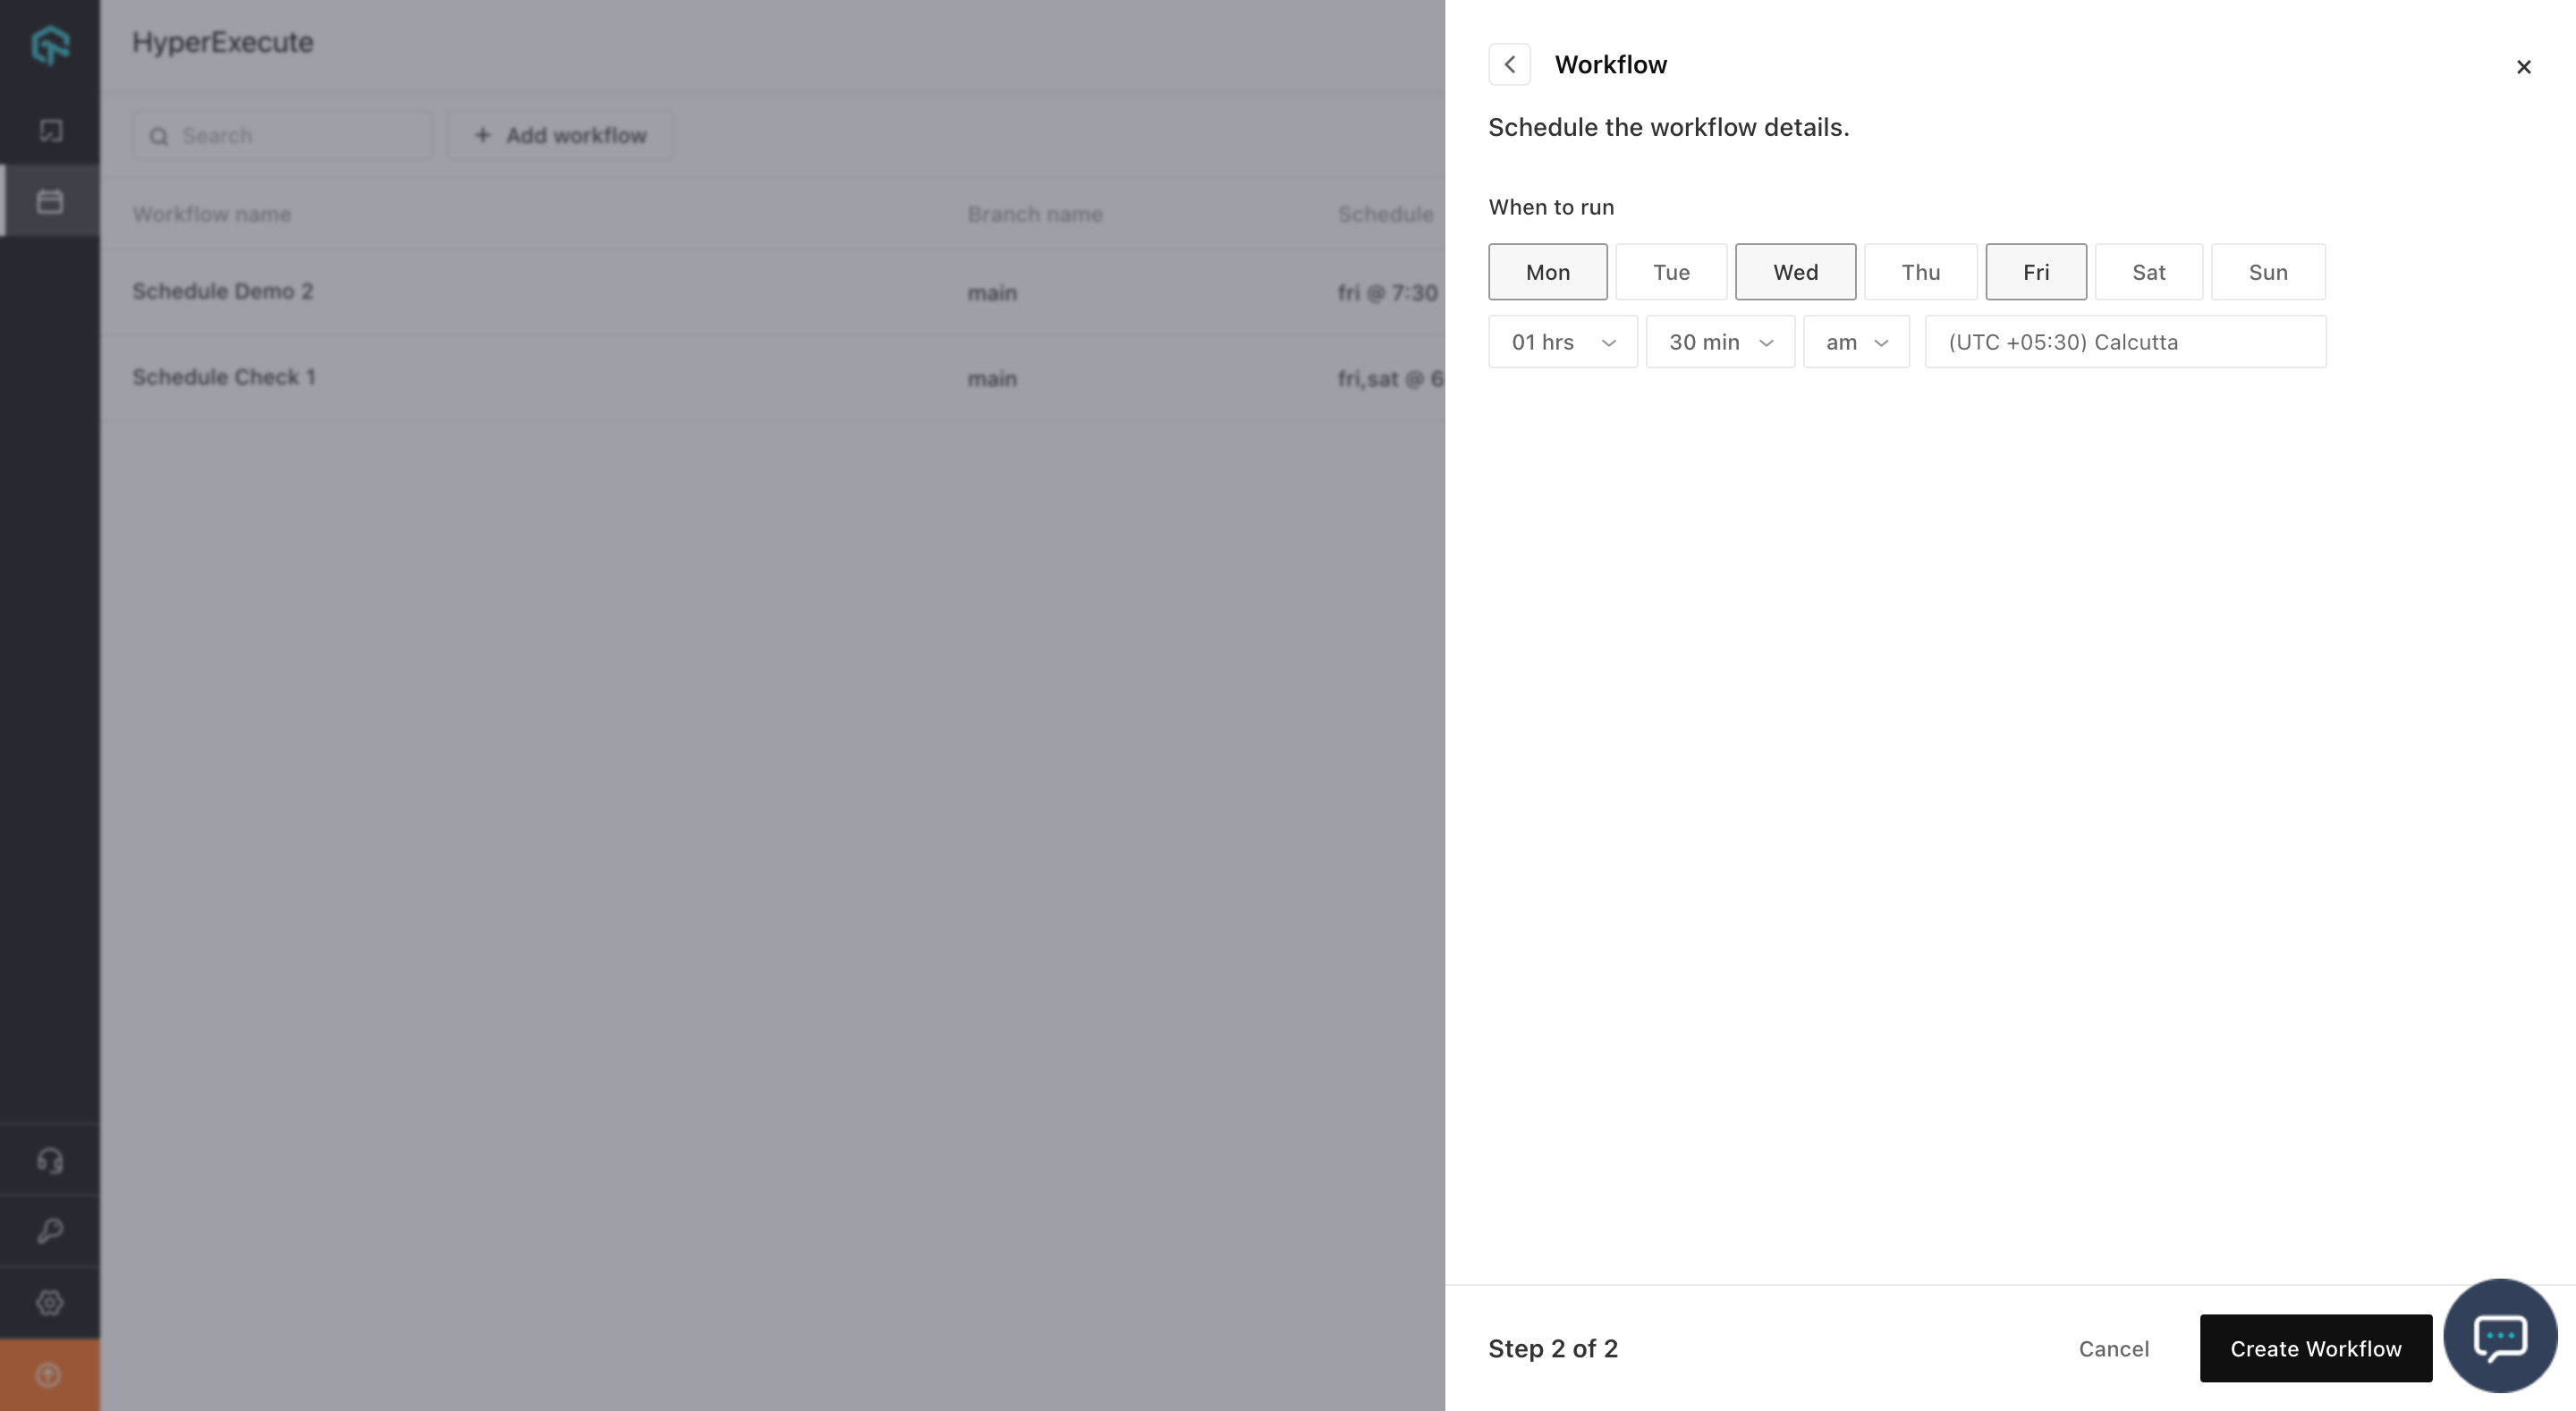 HyperExecute
Search
+ Add workflow
Workflow name Branch name Schedule
Schedule Demo 2 main fri @ 7:30
Schedule Check 1 main fri,sat @ 6
Workflow
Schedule the workflow details.
When to run
Mon Tue Wed Thu Fri Sat Sun
01 hrs 30 min am (UTC +05:30) Calcutta
Step 2 of 2 Cancel Create Workflow